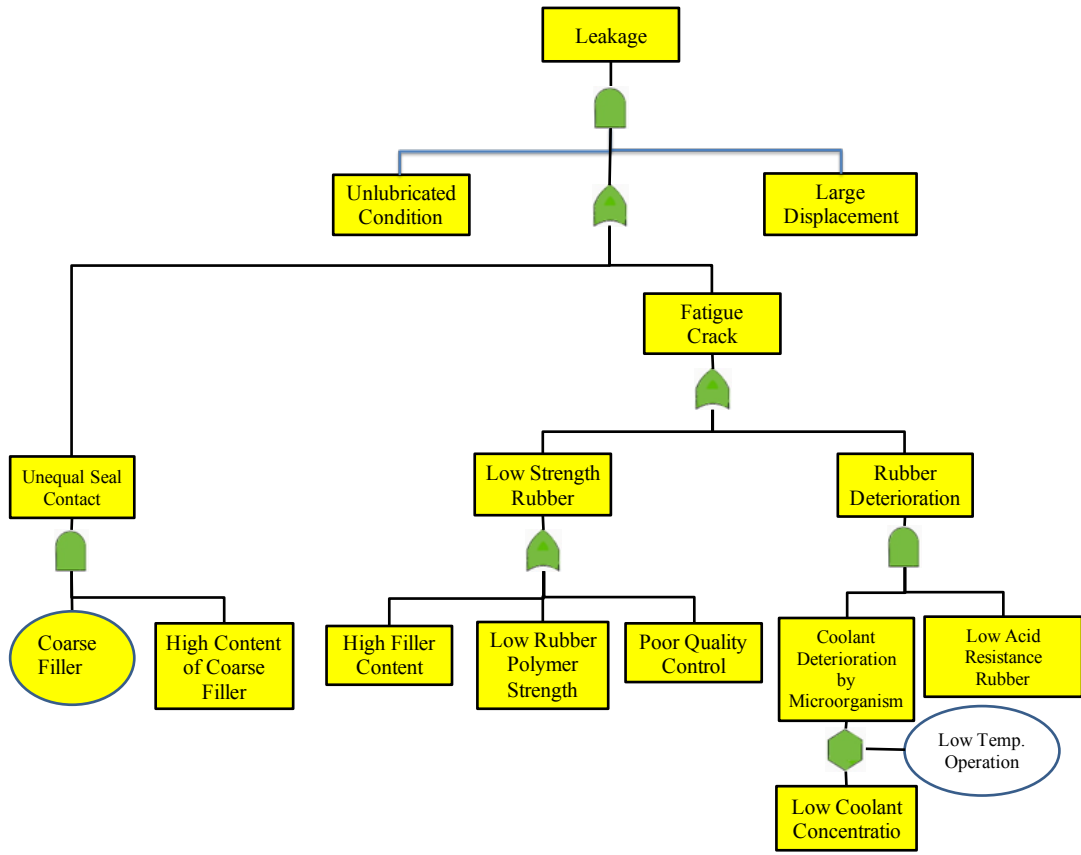 Leakage
Unlubricated
Condition
Large
Displacement
Fatigue
Crack
Unequal Seal
Contact
Low Strength
Rubber
Rubber
Deterioration
Coarse
Filler
High Content
of Coarse
Filler
High Filler
Content
Low Rubber
Polymer
Strength
Poor Quality
Control
Coolant
Deterioration
by
Microorganism
Low Acid
Resistance
Rubber
Low Temp.
Operation
Low Coolant
Concentratio